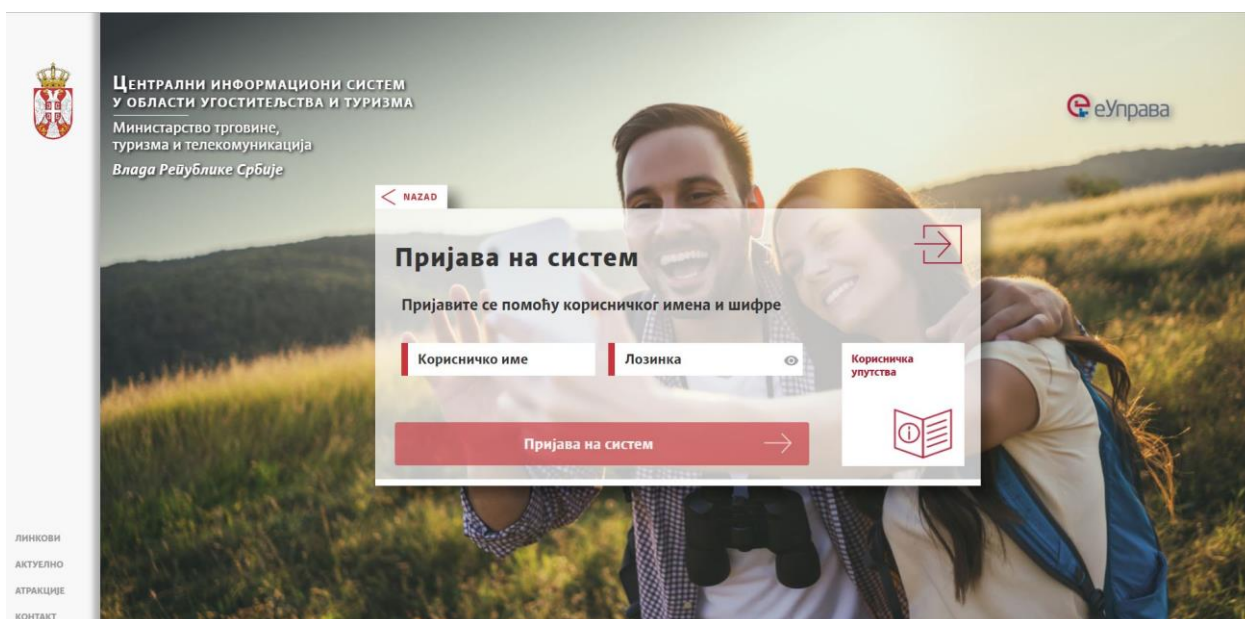 Централни информациони систем
у области угоститељства и туризма
Министарство трговине,
туризма и телекомуникација
Влада Републике Србије
еУправа
NAZAD
Пријава на систем
Пријавите се помоћу корисничког имена и шифре
Корисничко име
Лозинка
Корисничка
упутства
Пријава на систем
ЛИНКОВИ
АКТУЕЛНО
АТРАКЦИЈЕ
КОНТАКТ